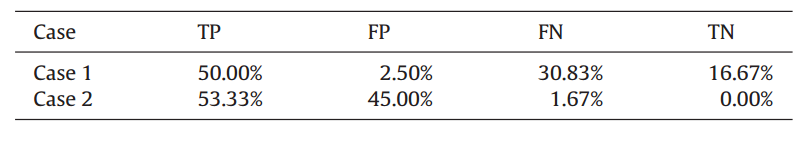 Case TP FP FN TN
Case 1 50.00% 2.50% 30.83% 16.67%
Case 2 53.33% 45.00% 1.67% 0.00%